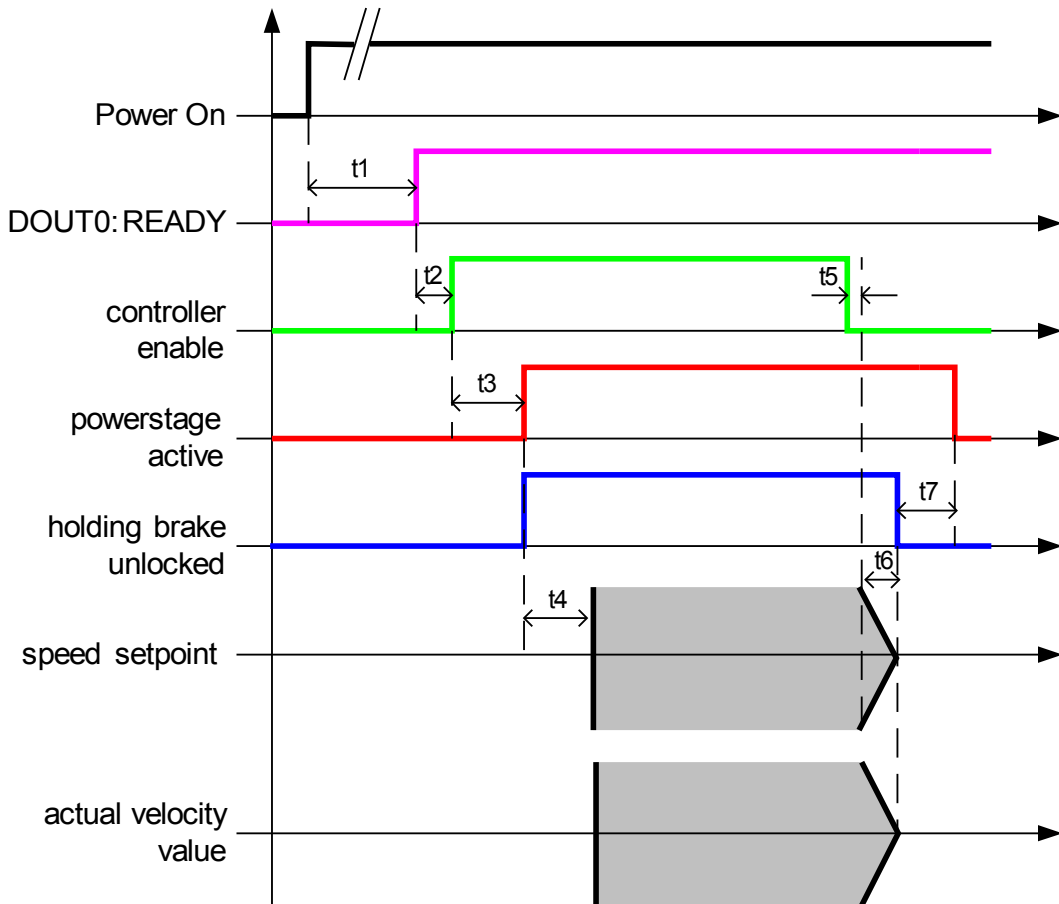 Power On
t1
DOUT0: READY
t2
t5
controller
enable
t3
powerstage
active
t7
holding brake
unlocked
t6
t4
speed setpoint
actual velocity
value